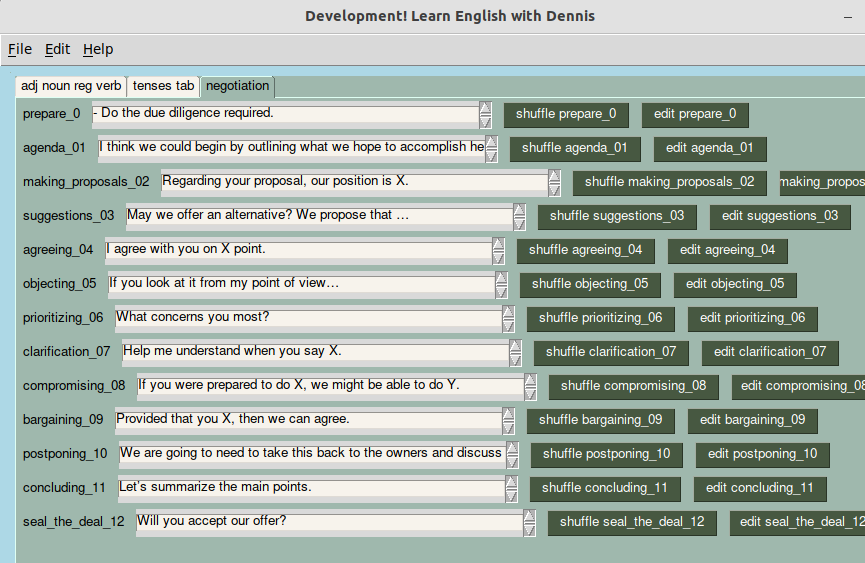 Development! Learn English with Dennis
File Edit Help
adj noun reg verb tenses tab negotiation
prepare_0 - Do the due diligence required. shuffle prepare_0 edit prepare_0
agenda_01 I think we could begin by outlining what we hope to accomplish he shuffle agenda_01 edit agenda_01
making_proposals_02 Regarding your proposal, our position is X. shuffle making_proposals_02 making_propos
suggestions_03 May we offer an alternative? We propose that … shuffle suggestions_03 edit suggestions_03
agreeing_04 I agree with you on X point. shuffle agreeing_04 edit agreeing_04
objecting_05 If you look at it from my point of view… shuffle objecting_05 edit objecting_05
prioritizing_06 What concerns you most? shuffle prioritizing_06 edit prioritizing_06
clarification_07 Help me understand when you say X. shuffle clarification_07 edit clarification_07
compromising_08 If you were prepared to do X, we might be able to do Y. shuffle compromising_08 edit compromising_08
bargaining_09 Provided that you X, then we can agree. shuffle bargaining_09 edit bargaining_09
postponing_10 We are going to need to take this back to the owners and discuss shuffle postponing_10 edit postponing_10
concluding_11 Let’s summarize the main points. shuffle concluding_11 edit concluding_11
seal_the_deal_12 Will you accept our offer? shuffle seal_the_deal_12 edit seal_the_deal_12